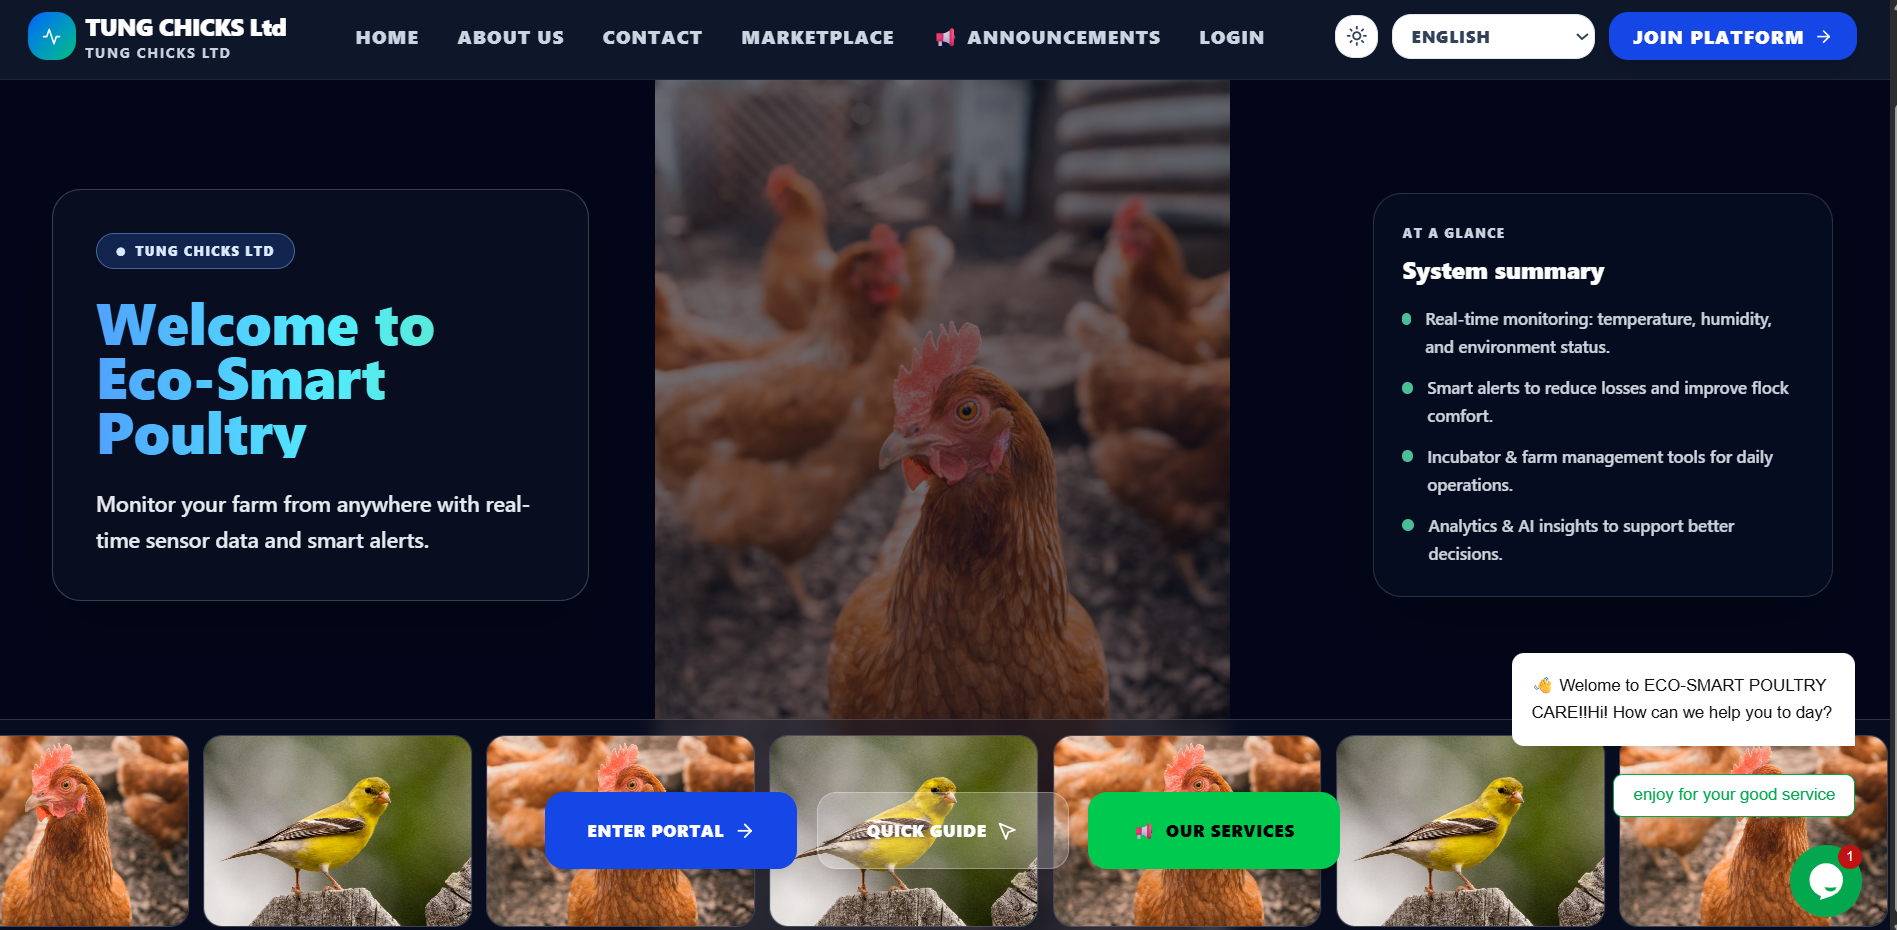 TUNG CHICKS Ltd
TUNG CHICKS LTD
HOME
ABOUT US
CONTACT
MARKETPLACE
ANNOUNCEMENTS
LOGIN
ENGLISH
JOIN PLATFORM
TUNG CHICKS LTD
Welcome to
Eco-Smart
Poultry
Monitor your farm from anywhere with real-
time sensor data and smart alerts.
AT A GLANCE
System summary
Real-time monitoring: temperature, humidity,
and environment status.
Smart alerts to reduce losses and improve flock
comfort.
Incubator & farm management tools for daily
operations.
Analytics & AI insights to support better
decisions.
👋 Welome to ECO-SMART POULTRY
CARE!!Hi! How can we help you to day?
enjoy for your good service
ENTER PORTAL
QUICK GUIDE
OUR SERVICES
1